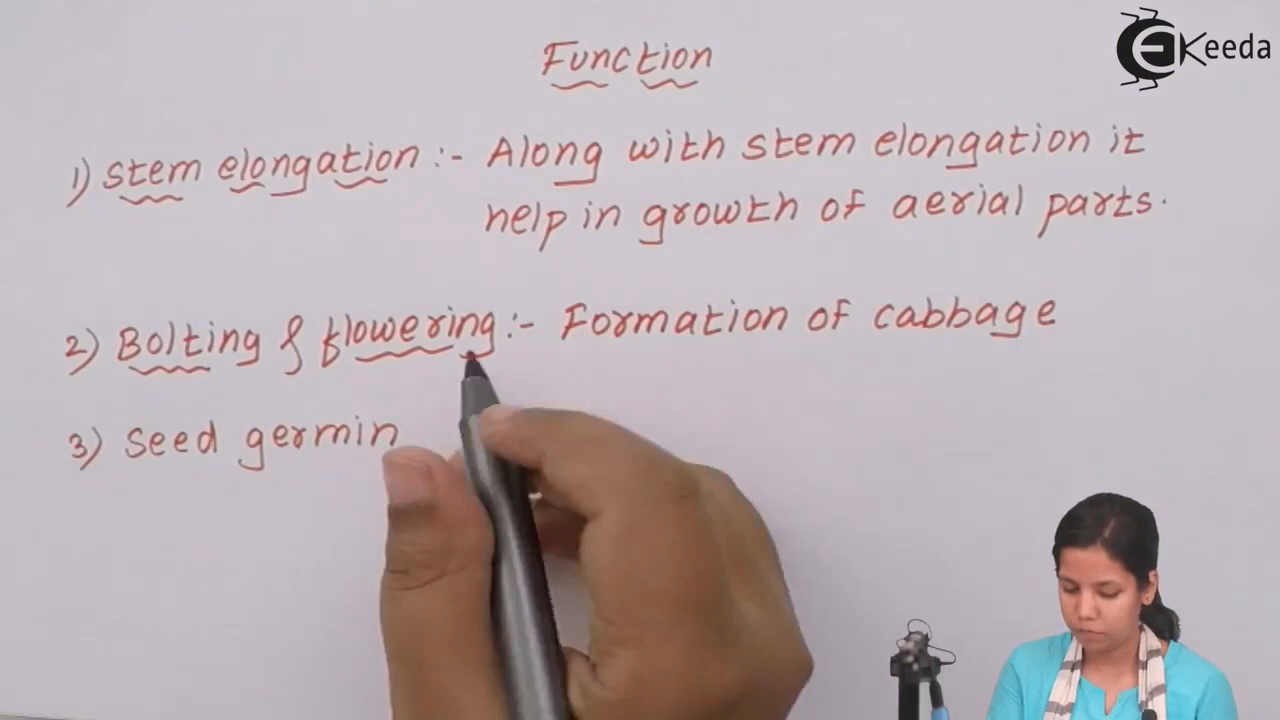 Function
Keeda
1) stem elongation :- Along with stem elongation it
help in growth of aerial parts.
2) Bolting & flowering :- Formation of cabbage
3) Seed germin